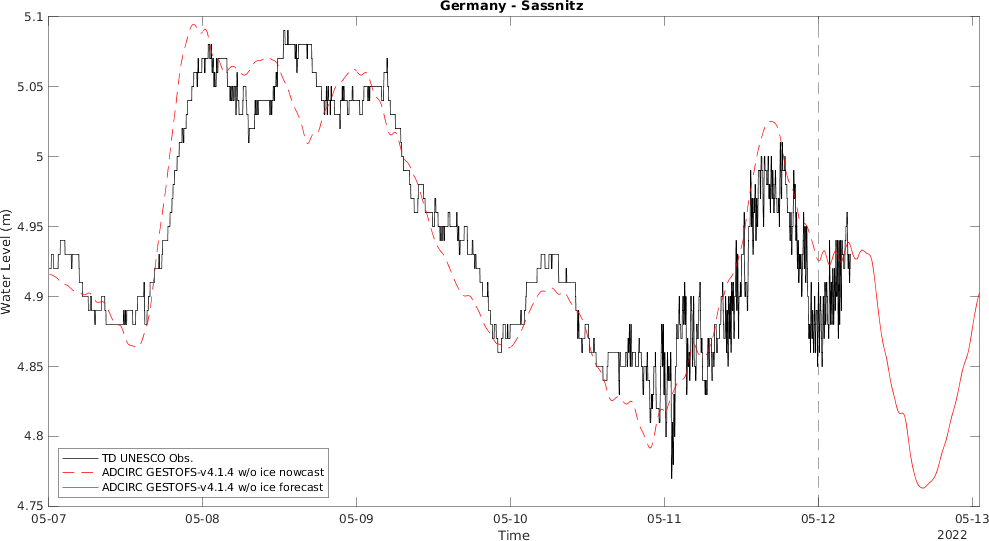 Germany - Sassnitz
5.1
5.05
5
4.95
4.9
4.85
4.8
4.75
Water Level (m)
TD UNESCO Obs.
ADCIRC GESTOFS-v4.1.4 w/o ice nowcast
ADCIRC GESTOFS-v4.1.4 w/o ice forecast
05-07 05-08 05-09 05-10 05-11 05-12 05-13
Time
2022